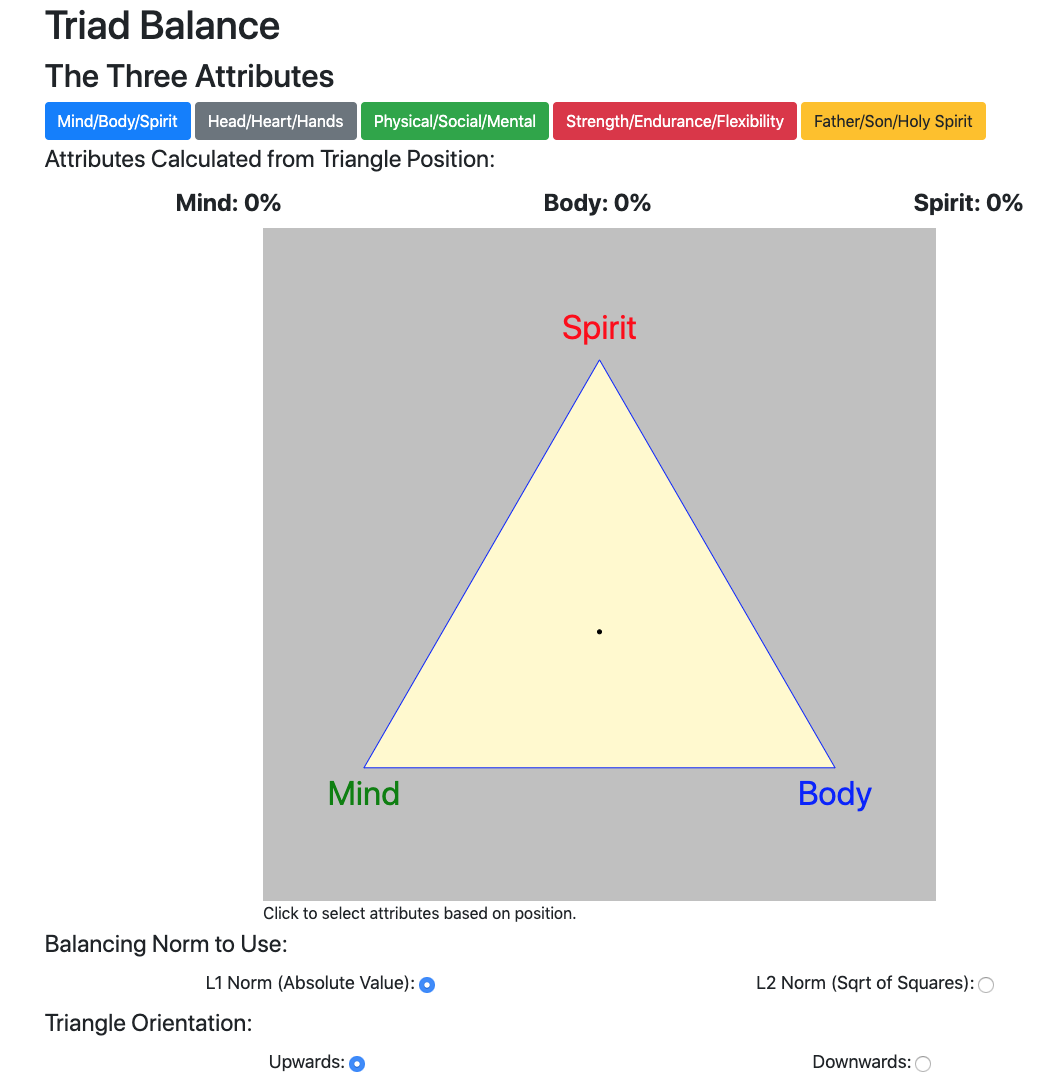 Triad Balance
The Three Attributes
Mind/Body/Spirit Head/Heart/Hands Physical/Social/Mental Strength/Endurance/Flexibility Father/Son/Holy Spirit
Attributes Calculated from Triangle Position:
Mind: 0% Body: 0% Spirit: 0%
Spirit
Mind Body
Click to select attributes based on position.
Balancing Norm to Use:
L1 Norm (Absolute Value): L2 Norm (Sqrt of Squares):
Triangle Orientation:
Upwards: Downwards: